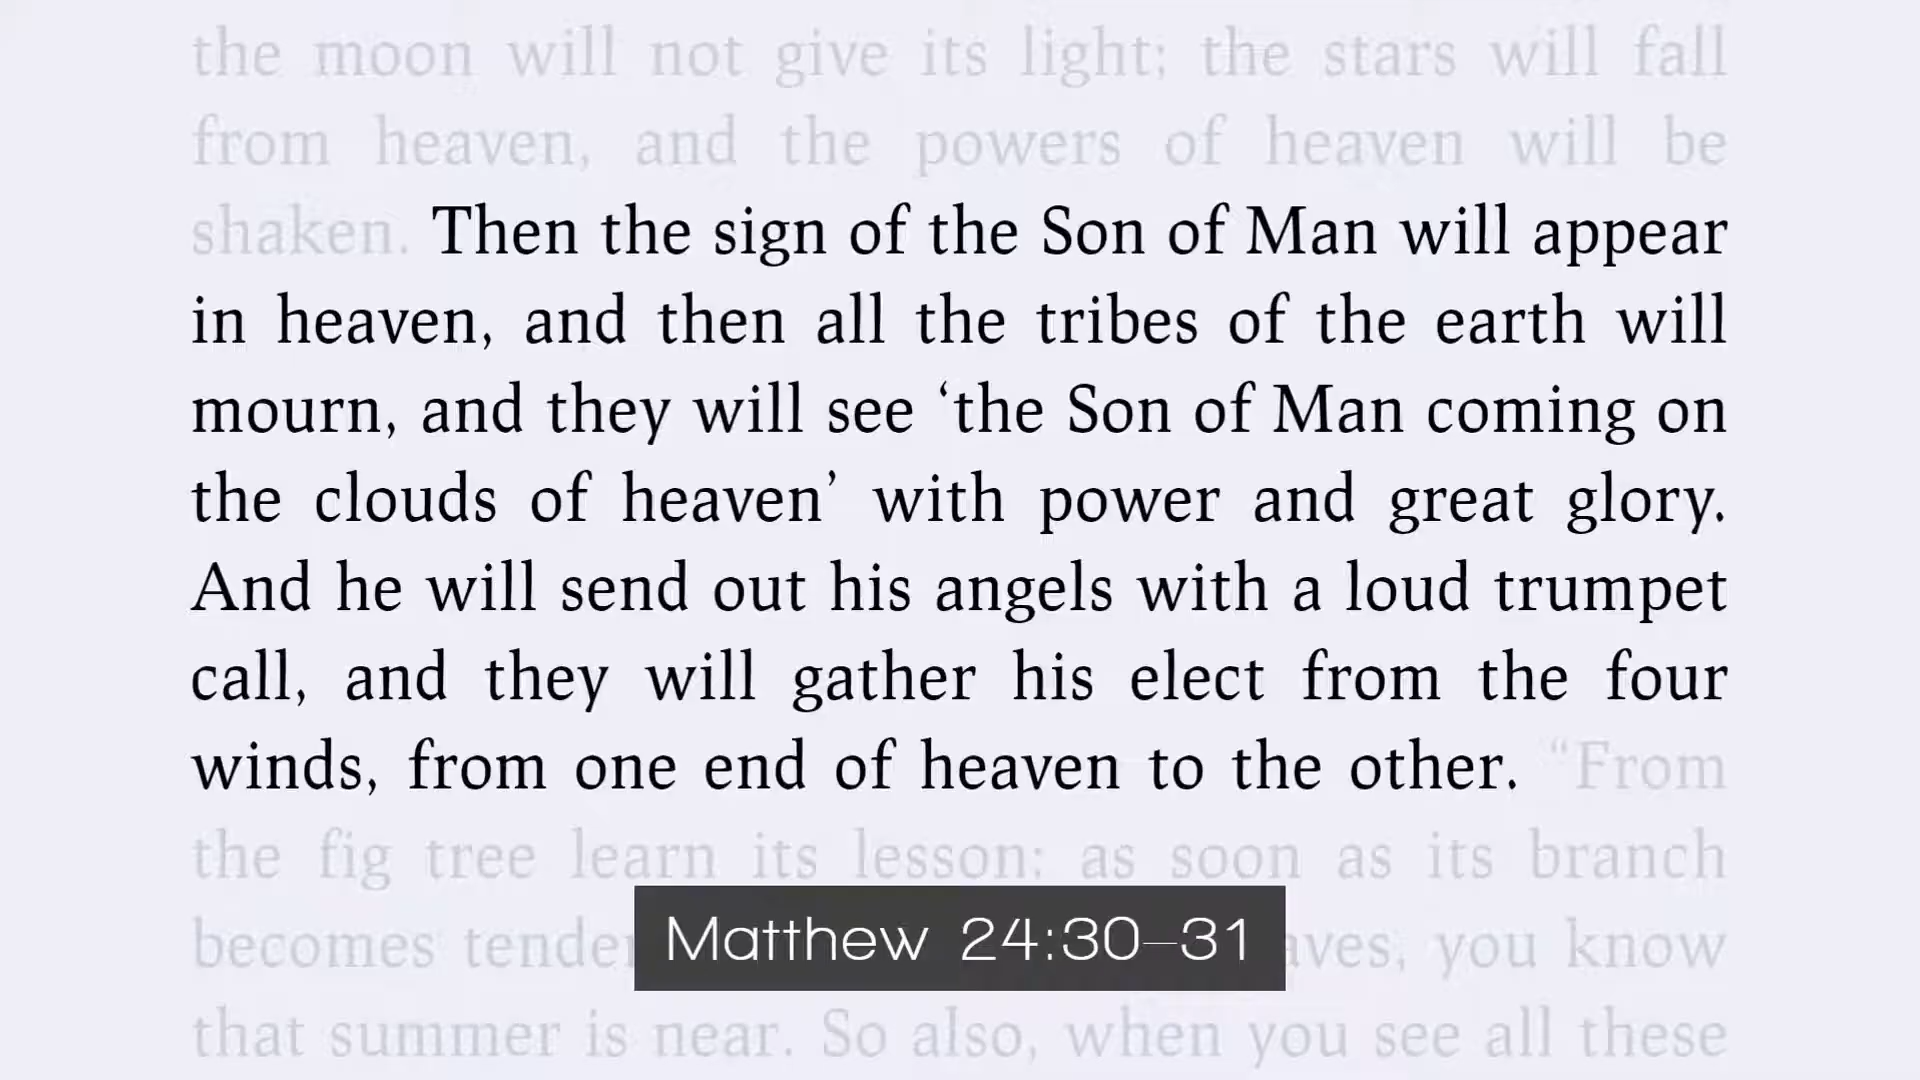 the moon will not give its light; the stars will fall
from heaven, and the powers of heaven will be
shaken. Then the sign of the Son of Man will appear
in heaven, and then all the tribes of the earth will
mourn, and they will see ‘the Son of Man coming on
the clouds of heaven’ with power and great glory.
And he will send out his angels with a loud trumpet
call, and they will gather his elect from the four
winds, from one end of heaven to the other. “From
the fig tree learn its lesson: as soon as its branch
becomes tender
aves, you know
Matthew 24:30–31
that summer is near. So also, when you see all these